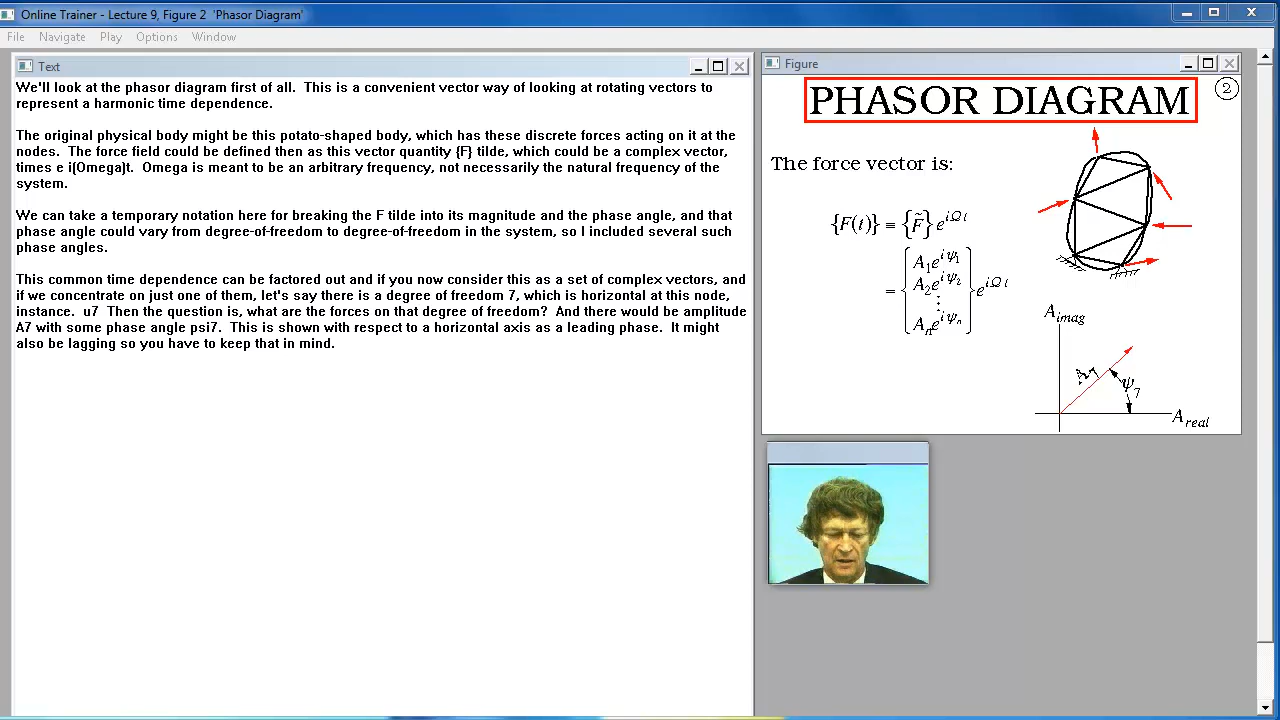 Online Trainer - Lecture 9, Figure 2 'Phasor Diagram'
File Navigate Play Options Window
Text
We'll look at the phasor diagram first of all. This is a convenient vector way of looking at rotating vectors to
represent a harmonic time dependence.
The original physical body might be this potato-shaped body, which has these discrete forces acting on it at the
nodes. The force field could be defined then as this vector quantity {F} tilde, which could be a complex vector,
times e i(Omega)t. Omega is meant to be an arbitrary frequency, not necessarily the natural frequency of the
system.
We can take a temporary notation here for breaking the F tilde into its magnitude and the phase angle, and that
phase angle could vary from degree-of-freedom to degree-of-freedom in the system, so I included several such
phase angles.
This common time dependence can be factored out and if you now consider this as a set of complex vectors, and
if we concentrate on just one of them, let's say there is a degree of freedom 7, which is horizontal at this node,
instance. u7 Then the question is, what are the forces on that degree of freedom? And there would be amplitude
A7 with some phase angle psi7. This is shown with respect to a horizontal axis as a leading phase. It might
also be lagging so you have to keep that in mind.
Figure
PHASOR DIAGRAM
2
The force vector is:
{F(t)} ≡ {F̃} e^{iΩt}
= {A₁e^{iψ₁}
A₂e^{iψ₂}
⋮
Aₙe^{iψₙ}} e^{iΩt}
A_imag
A₇
ψ₇
A_real